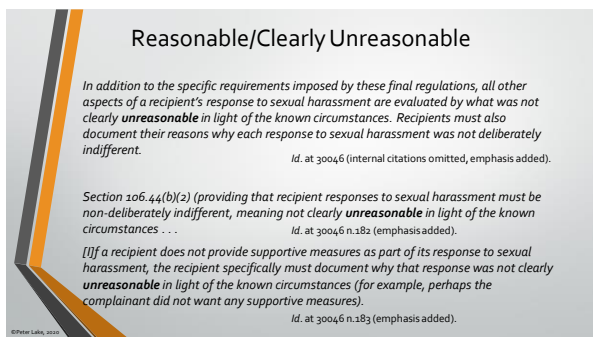 Reasonable/Clearly Unreasonable
In addition to the specific requirements imposed by these final regulations, all other
aspects of a recipient's response to sexual harassment are evaluated by what was not
clearly unreasonable in light of the known circumstances. Recipients must also
document their reasons why each response to sexual harassment was not deliberately
indifferent.
Id. at 30046 (internal citations omitted, emphasis added).
Section 106.44(b)(2) (providing that recipient responses to sexual harassment must be
non-deliberately indifferent, meaning not clearly unreasonable in light of the known
circumstances . . .
Id. at 30046 n.182 (emphasis added).
[I]f a recipient does not provide supportive measures as part of its response to sexual
harassment, the recipient specifically must document why that response was not clearly
unreasonable in light of the known circumstances (for example, perhaps the
complainant did not want any supportive measures).
Id. at 30046 n.183 (emphasis added).
©Peter Lake, 2020